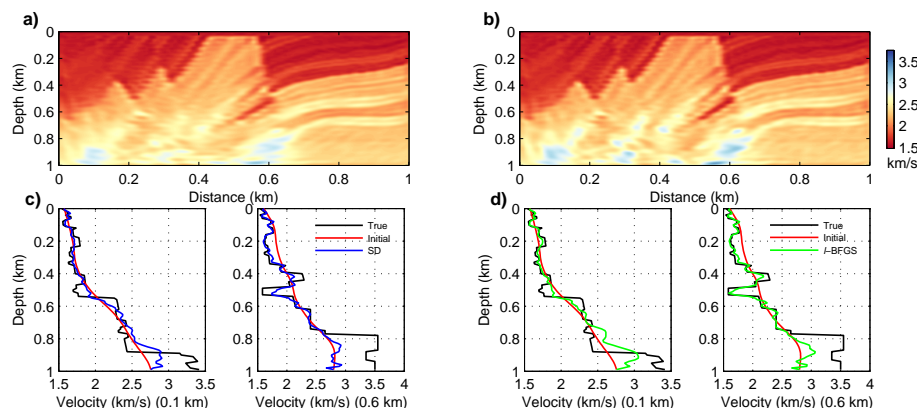 a)
b)
Depth (km)
0
0.2
0.4
0.6
0.8
1
0 0.2 0.4 0.6 0.8 1
Distance (km)
Depth (km)
0
0.2
0.4
0.6
0.8
1
0 0.2 0.4 0.6 0.8 1
Distance (km)
3.5
3
2.5
2
1.5
km/s
c)
Depth (km)
0
0.2
0.4
0.6
0.8
1
1.5 2 2.5 3 3.5
Velocity (km/s) (0.1 km)
True
Initial
SD
0
0.2
0.4
0.6
0.8
1
1.5 2 2.5 3 3.5 4
Velocity (km/s) (0.6 km)
True
Initial
SD
d)
Depth (km)
0
0.2
0.4
0.6
0.8
1
1.5 2 2.5 3 3.5
Velocity (km/s) (0.1 km)
True
Initial
l-BFGS
0
0.2
0.4
0.6
0.8
1
1.5 2 2.5 3 3.5 4
Velocity (km/s) (0.6 km)